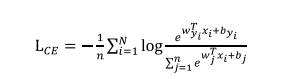 L_{CE} = -\frac{1}{n} \sum_{i=1}^{N} \log \frac{e^{w_{y_i}^{T} x_i + b_{y_i}}}{\sum_{j=1}^{n} e^{w_j^{T} x_i + b_j}}